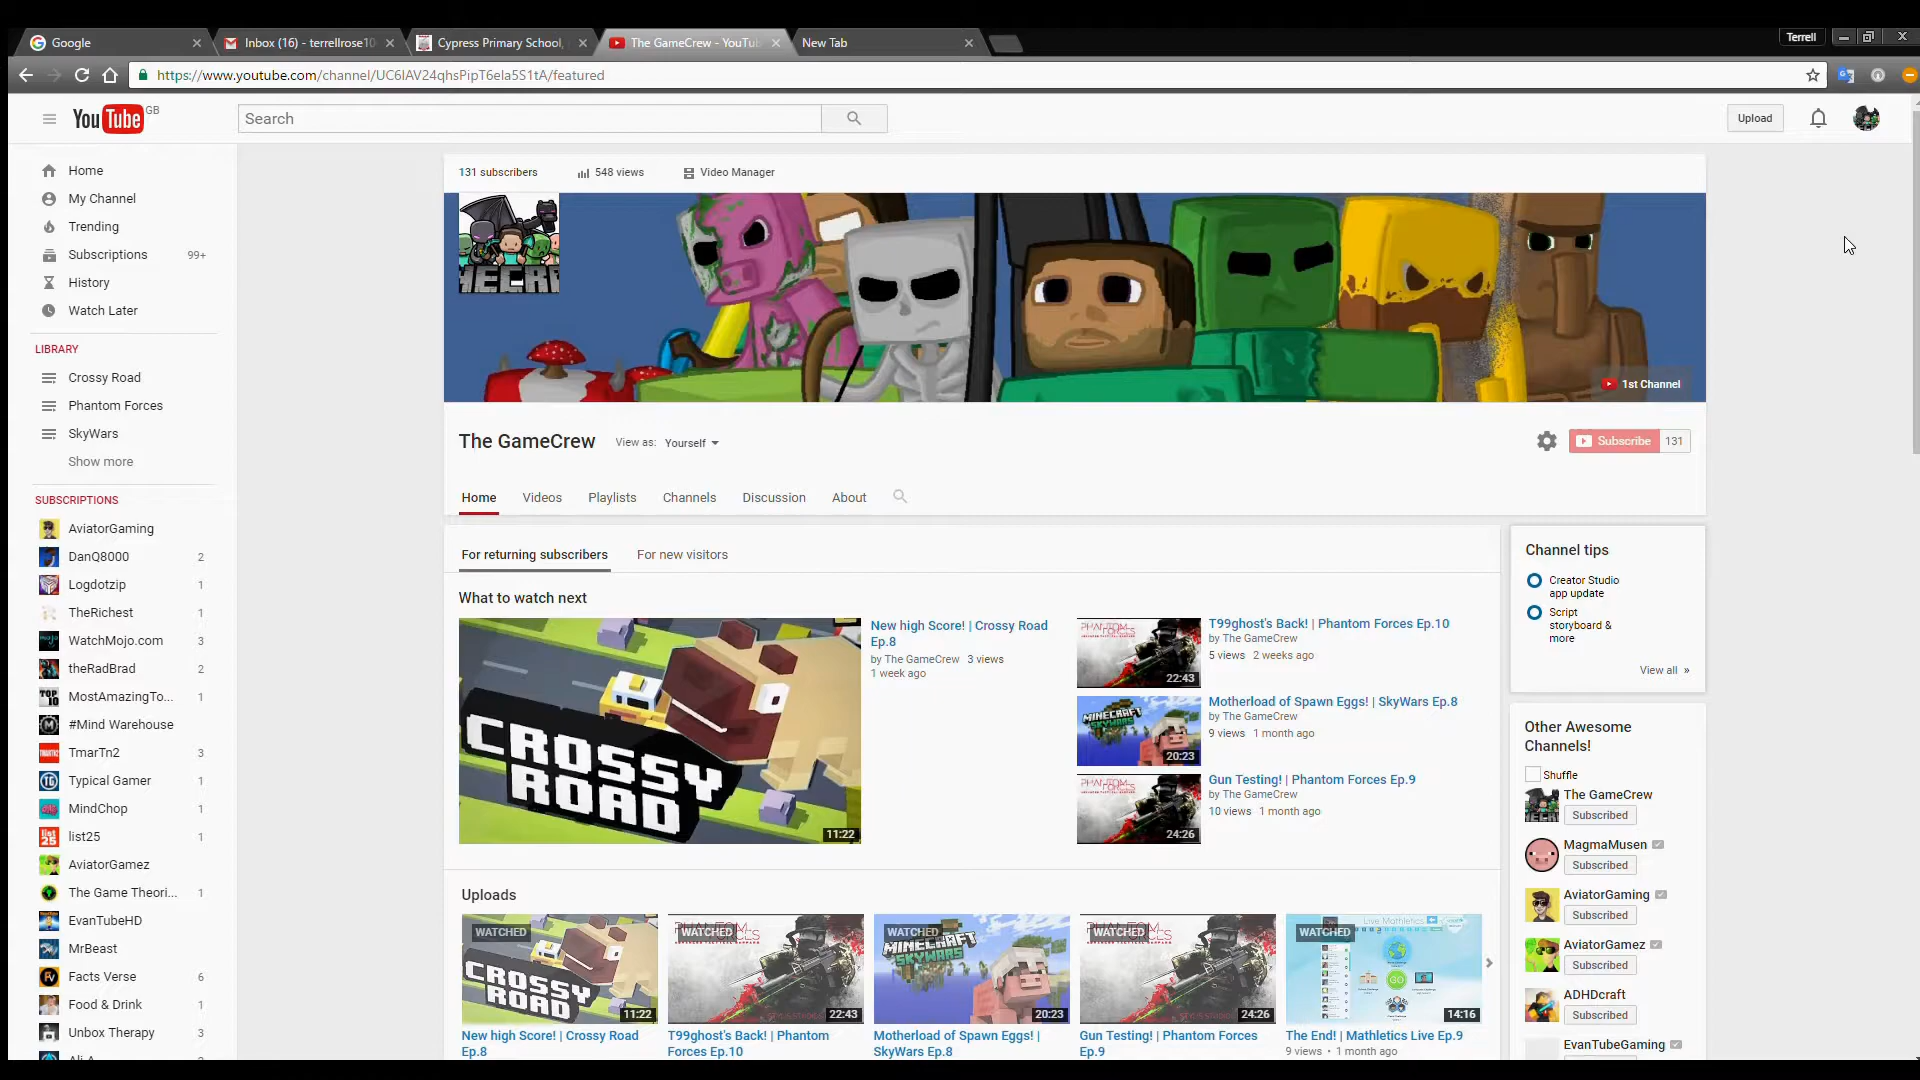 Google
Inbox (16) - terrellrose10
Cypress Primary School,
The GameCrew - YouTu
New Tab
Terrell
https://www.youtube.com/channel/UC6IAV24qhsPipT6eIa5S1tA/featured
YouTube GB
Search
Upload
Home
My Channel
Trending
Subscriptions 99+
History
Watch Later
LIBRARY
Crossy Road
Phantom Forces
SkyWars
Show more
SUBSCRIPTIONS
AviatorGaming
DanQ8000 2
Logdotzip 1
TheRichest 1
WatchMojo.com 3
theRadBrad 2
MostAmazingTo... 1
#Mind Warehouse
TmarTn2 3
Typical Gamer 1
MindChop 1
list25 1
AviatorGamez
The Game Theori... 1
EvanTubeHD
MrBeast
Facts Verse 6
Food & Drink 1
Unbox Therapy 3
131 subscribers
548 views
Video Manager
1st Channel
The GameCrew
View as: Yourself
Subscribe 131
Home
Videos
Playlists
Channels
Discussion
About
For returning subscribers
For new visitors
What to watch next
CROSSY
ROAD
11:22
New high Score! | Crossy Road
Ep.8
by The GameCrew 3 views
1 week ago
22:43
T99ghost's Back! | Phantom Forces Ep.10
by The GameCrew
5 views 2 weeks ago
MINECRAFT
SKYWARS
20:23
Motherload of Spawn Eggs! | SkyWars Ep.8
by The GameCrew
9 views 1 month ago
24:26
Gun Testing! | Phantom Forces Ep.9
by The GameCrew
10 views 1 month ago
Uploads
WATCHED
CROSSY
ROAD
11:22
New high Score! | Crossy Road
Ep.8
WATCHED
22:43
T99ghost's Back! | Phantom
Forces Ep.10
WATCHED
MINECRAFT
SKYWARS
20:23
Motherload of Spawn Eggs! |
SkyWars Ep.8
WATCHED
24:26
Gun Testing! | Phantom Forces
Ep.9
WATCHED
Live Mathletics
GO
14:16
The End! | Mathletics Live Ep.9
9 views • 1 month ago
Channel tips
Creator Studio
app update
Script
storyboard &
more
View all »
Other Awesome
Channels!
Shuffle
The GameCrew
Subscribed
MagmaMusen
Subscribed
AviatorGaming
Subscribed
AviatorGamez
Subscribed
ADHDcraft
Subscribed
EvanTubeGaming